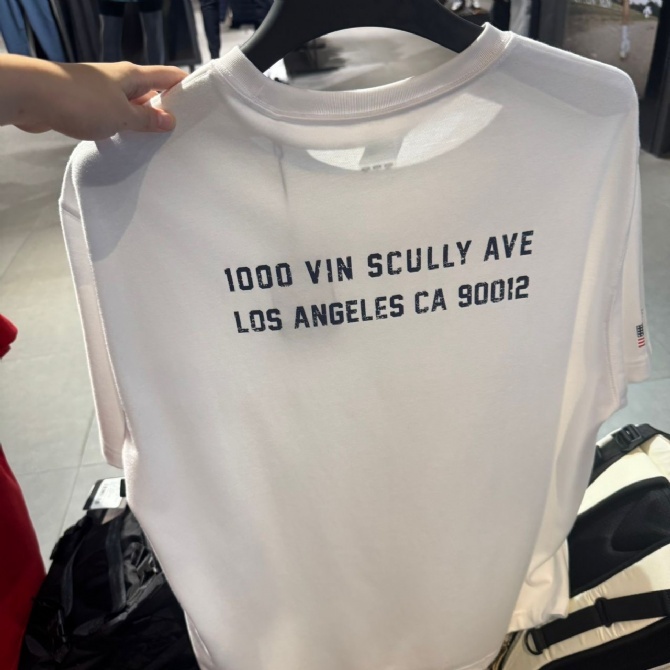 1000 VIN SCULLY AVE
LOS ANGELES CA 90012